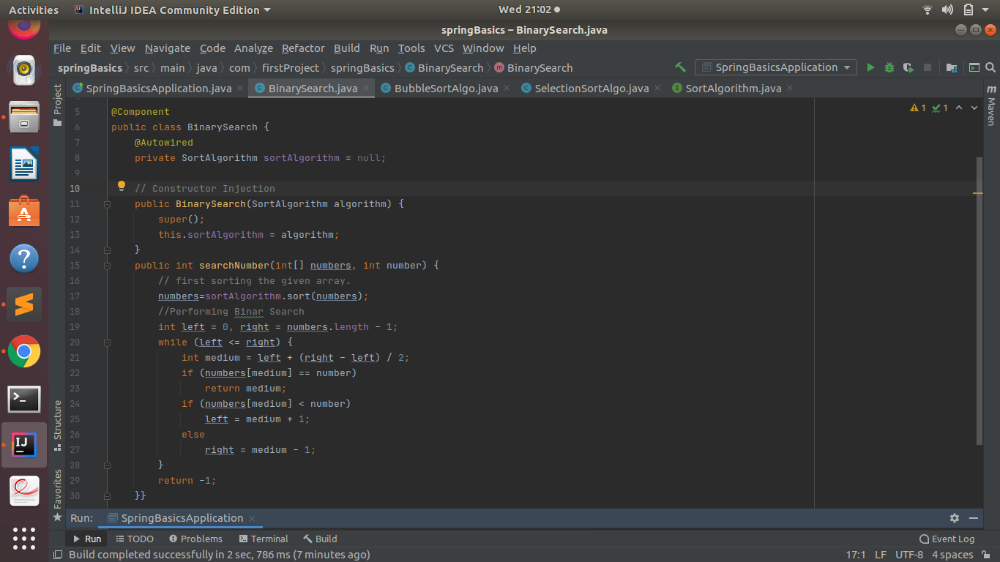 Activities IntelliJ IDEA Community Edition Wed 21:02
springBasics – BinarySearch.java
File Edit View Navigate Code Analyze Refactor Build Run Tools VCS Window Help
springBasics src main java com firstProject springBasics BinarySearch BinarySearch SpringBasicsApplication
Project SpringBasicsApplication.java BinarySearch.java BubbleSortAlgo.java SelectionSortAlgo.java SortAlgorithm.java Maven
1 1
5 @Component
6 public class BinarySearch {
7 @Autowired
8 private SortAlgorithm sortAlgorithm = null;
9
10 // Constructor Injection
11 public BinarySearch(SortAlgorithm algorithm) {
12 super();
13 this.sortAlgorithm = algorithm;
14 }
15 public int searchNumber(int[] numbers, int number) {
16 // first sorting the given array.
17 numbers=sortAlgorithm.sort(numbers);
18 //Performing Binar Search
19 int left = 0, right = numbers.length - 1;
20 while (left <= right) {
21 int medium = left + (right - left) / 2;
22 if (numbers[medium] == number)
23 return medium;
24 if (numbers[medium] < number)
25 left = medium + 1;
26 else
27 right = medium - 1;
28 }
29 return -1;
30 }}
Structure
Favorites
Run: SpringBasicsApplication
Run TODO Problems Terminal Build Event Log
Build completed successfully in 2 sec, 786 ms (7 minutes ago) 17:1 LF UTF-8 4 spaces